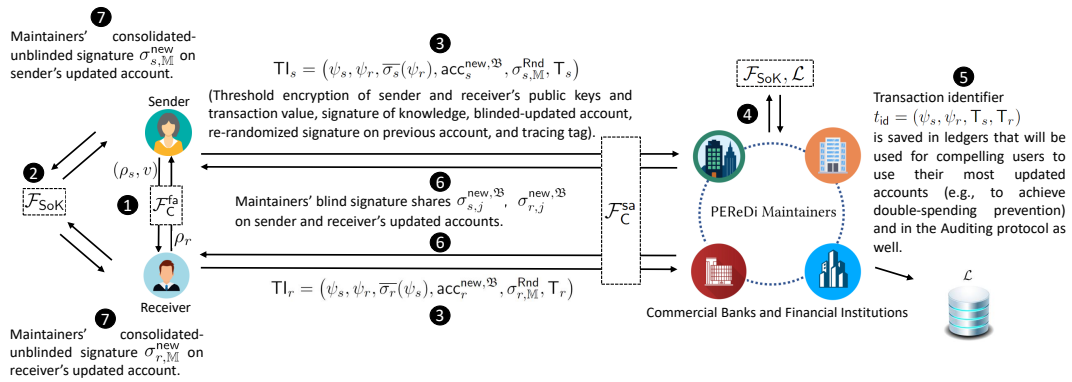 7
Maintainers' consolidated-
unblinded signature σ_{s,𝕄}^{new} on
sender's updated account.
Sender
(ρ_s, v)
2
F_SoK
1
F_C^{fa}
ρ_r
Receiver
7
Maintainers' consolidated-
unblinded signature σ_{r,𝕄}^{new} on
receiver's updated account.
3
TI_s = (ψ_s, ψ_r, \overline{σ_s}(ψ_r), acc_s^{new,𝔅}, σ_{s,𝕄}^{Rnd}, T_s)
(Threshold encryption of sender and receiver's public keys and
transaction value, signature of knowledge, blinded-updated account,
re-randomized signature on previous account, and tracing tag).
6
Maintainers' blind signature shares σ_{s,j}^{new,𝔅}, σ_{r,j}^{new,𝔅}
on sender and receiver's updated accounts.
6
TI_r = (ψ_s, ψ_r, \overline{σ_r}(ψ_s), acc_r^{new,𝔅}, σ_{r,𝕄}^{Rnd}, T_r)
3
F_C^{sa}
F_SoK, L
4
PEReDi Maintainers
Commercial Banks and Financial Institutions
5
Transaction identifier
t_id = (ψ_s, ψ_r, T_s, T_r)
is saved in ledgers that will be
used for compelling users to
use their most updated
accounts (e.g., to achieve
double-spending prevention)
and in the Auditing protocol as
well.
L